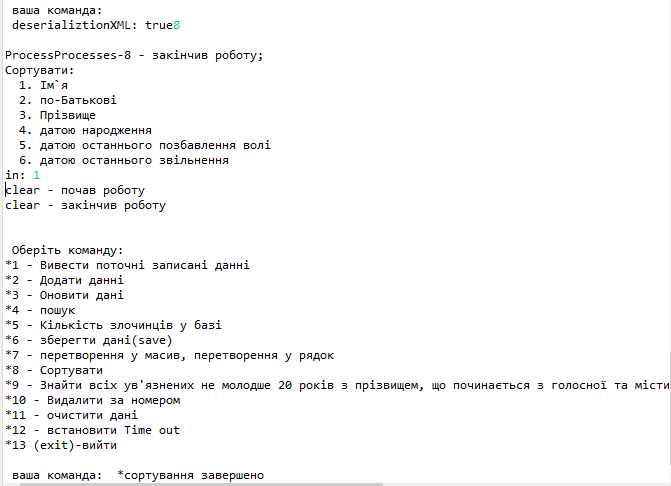 ваша команда:
deserializtionXML: true8
ProcessProcesses-8 - закінчив роботу;
Сортувати:
1. Ім`я
2. по-Батькові
3. Прізвище
4. датою народження
5. датою останнього позбавлення волі
6. датою останнього звільнення
in: 1
clear - почав роботу
clear - закінчив роботу
Оберіть команду:
*1 - Вивести поточні записані данні
*2 - Додати данні
*3 - Оновити дані
*4 - пошук
*5 - Кількість злочинців у базі
*6 - зберегти дані(save)
*7 - перетворення у масив, перетворення у рядок
*8 - Сортувати
*9 - Знайти всіх ув'язнених не молодше 20 років з прізвищем, що починається з голосної та місти
*10 - Видалити за номером
*11 - очистити дані
*12 - встановити Time out
*13 (exit)-вийти
ваша команда:  *сортування завершено